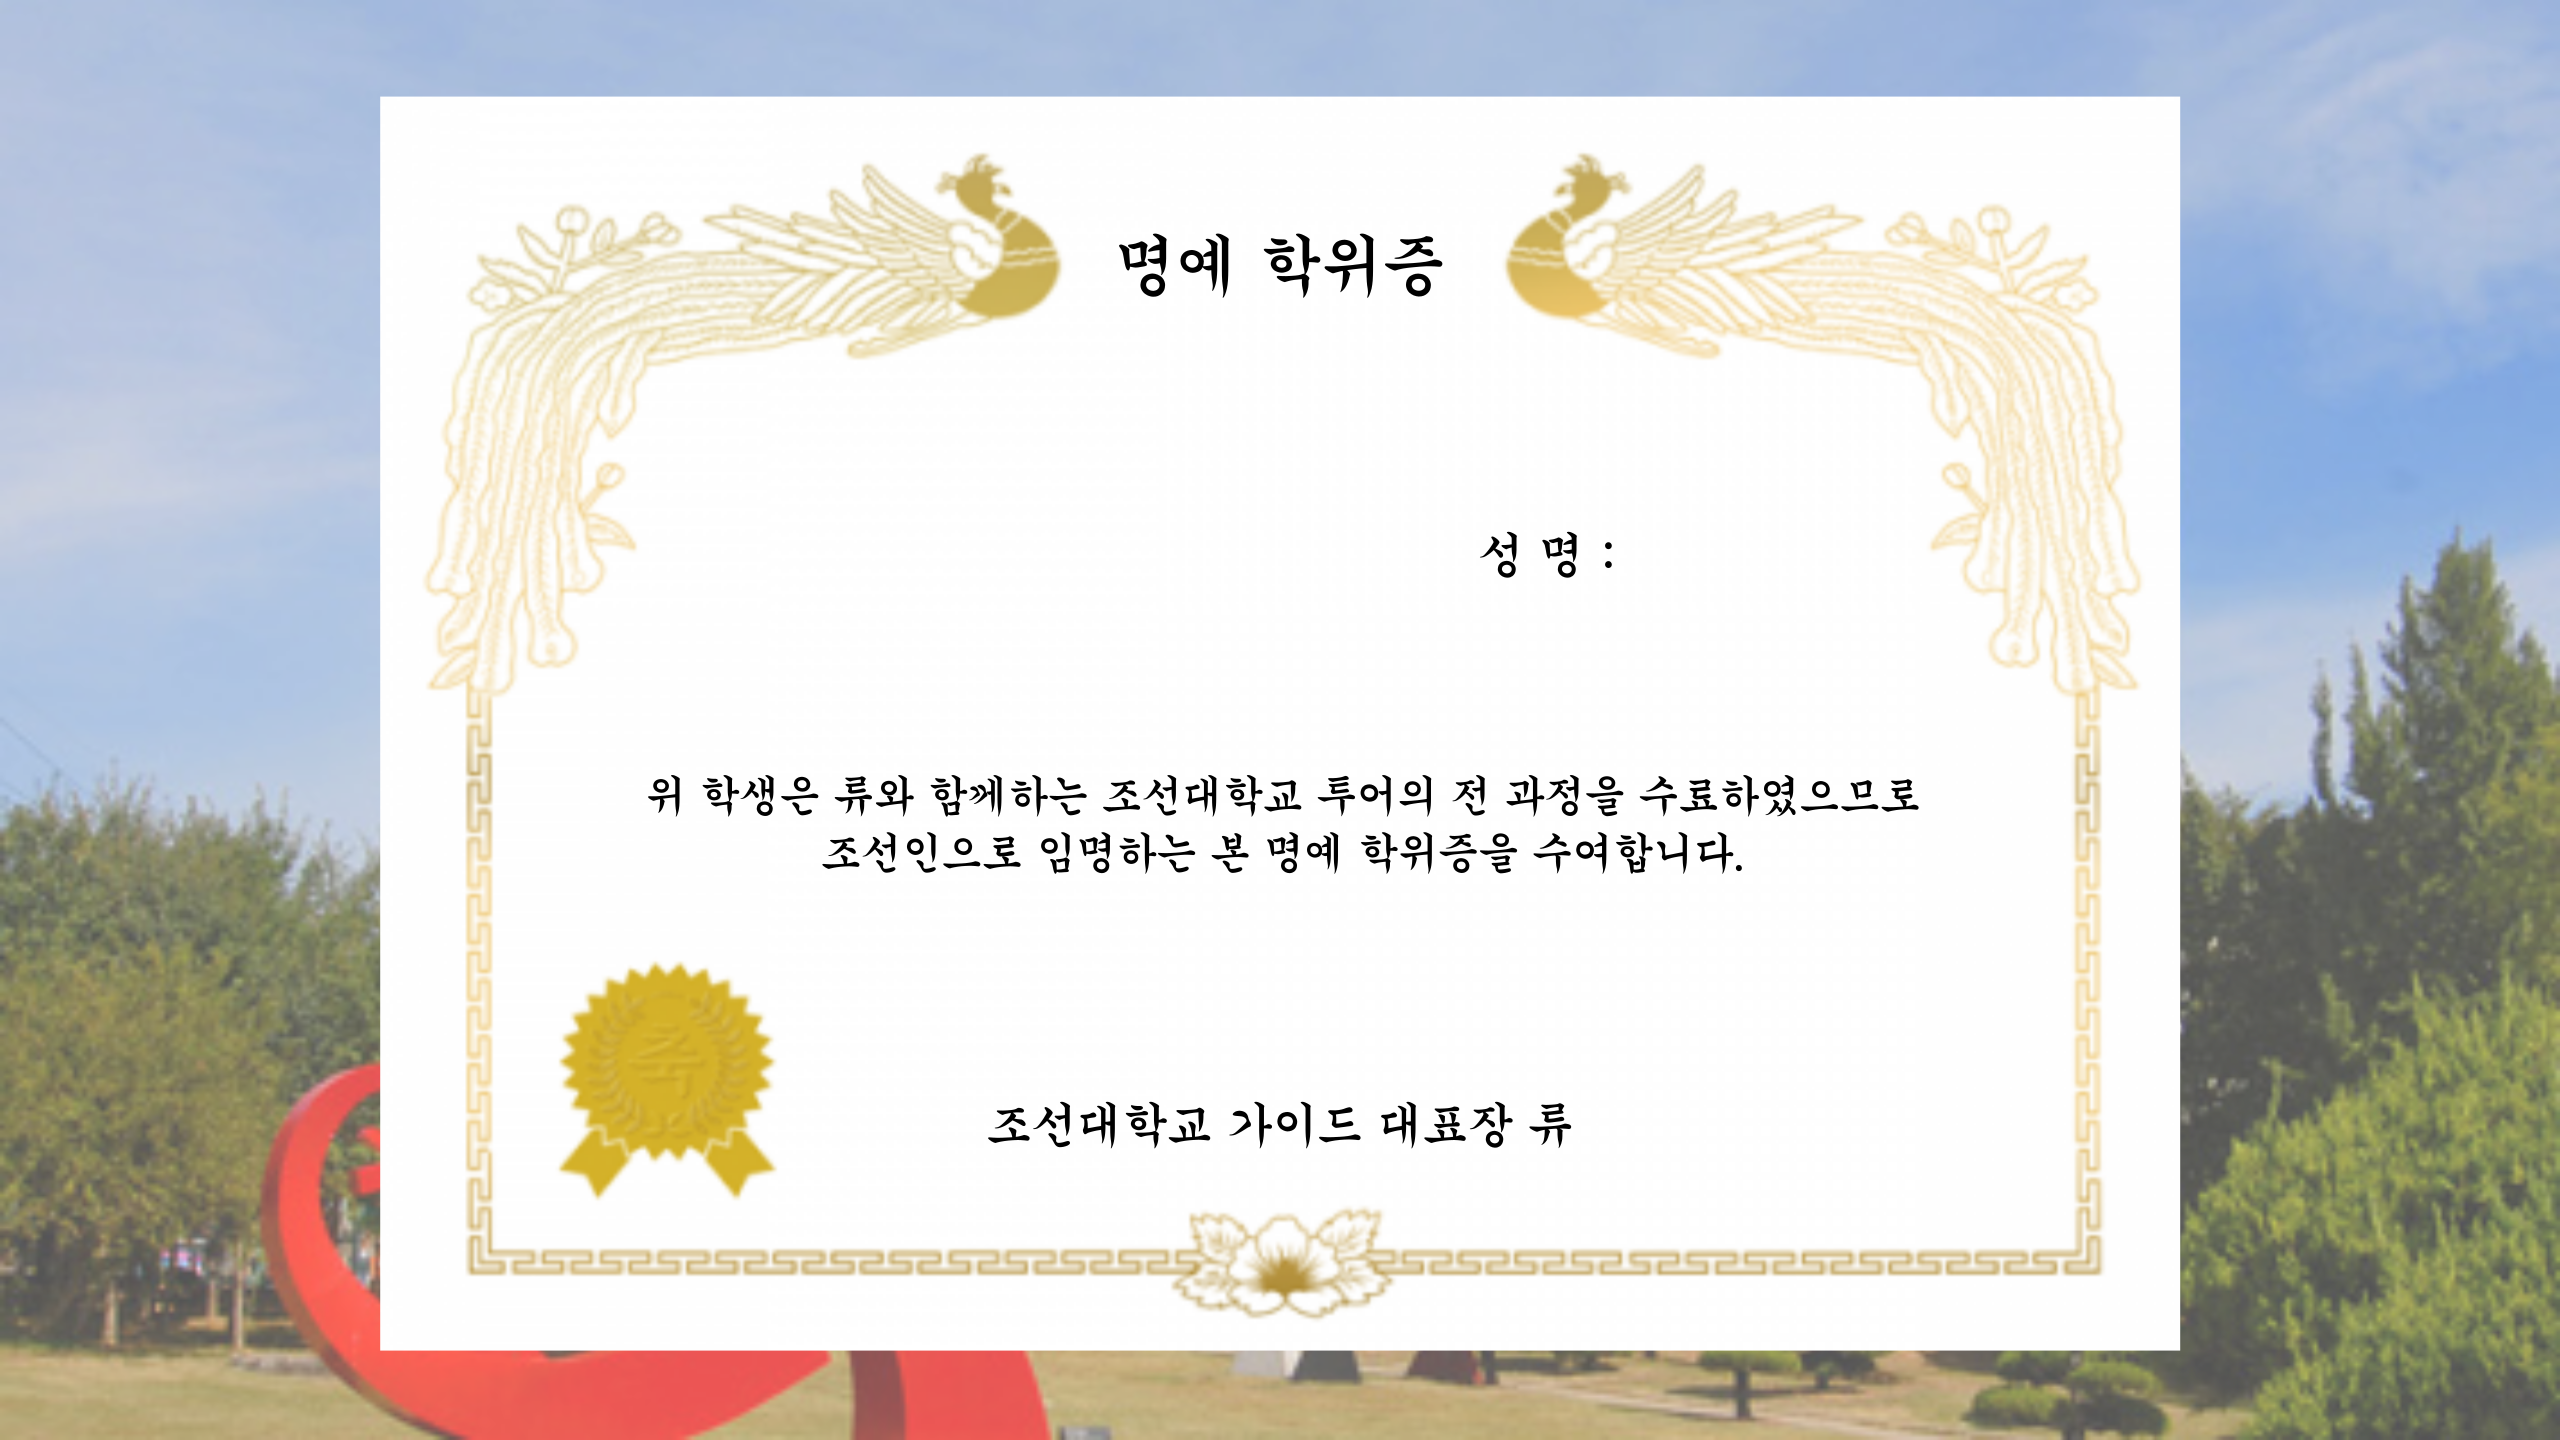 명예 학위증
성 명 :
위 학생은 류와 함께하는 조선대학교 투어의 전 과정을 수료하였으므로
조선인으로 임명하는 본 명예 학위증을 수여합니다.
축
조선대학교 가이드 대표장 류